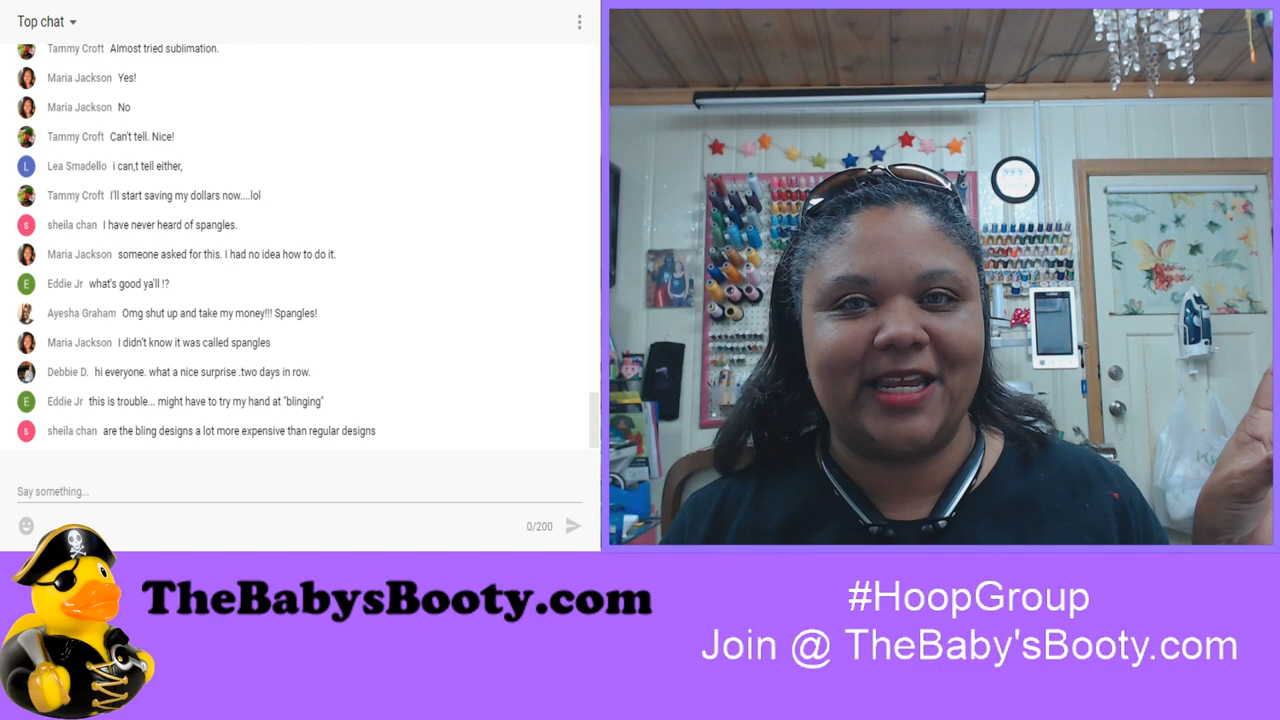 Top chat
Tammy Croft Almost tried sublimation.
Maria Jackson Yes!
Maria Jackson No
Tammy Croft Can't tell. Nice!
L Lea Smadello i can,t tell either,
Tammy Croft I'll start saving my dollars now....lol
s sheila chan I have never heard of spangles.
Maria Jackson someone asked for this. I had no idea how to do it.
E Eddie Jr what's good ya'll !?
Ayesha Graham Omg shut up and take my money!!! Spangles!
Maria Jackson I didn't know it was called spangles
Debbie D. hi everyone. what a nice surprise .two days in row.
E Eddie Jr this is trouble... might have to try my hand at "blinging"
s sheila chan are the bling designs a lot more expensive than regular designs
Say something...
0/200
TheBabysBooty.com
#HoopGroup
Join @ TheBaby'sBooty.com